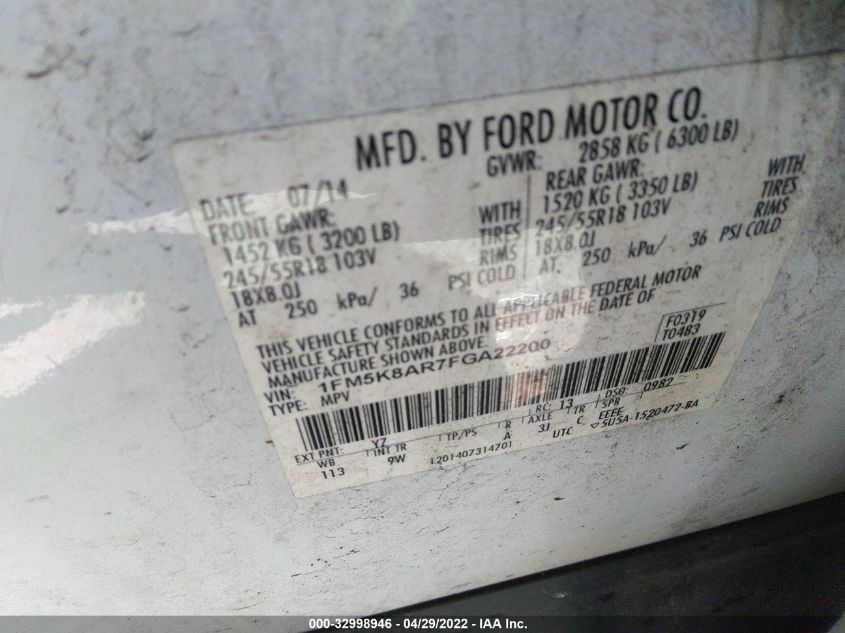 MFD. BY FORD MOTOR CO.
DATE: 07/14 GVWR: 2858 KG ( 6300 LB)
FRONT GAWR: REAR GAWR:
1452 KG ( 3200 LB) WITH 1520 KG ( 3350 LB) WITH
245/55R18 103V TIRES 245/55R18 103V TIRES
18X8.0J RIMS 18X8.0J RIMS
AT 250 kPa/ 36 PSI COLD AT. 250 kPa/ 36 PSI COLD
THIS VEHICLE CONFORMS TO ALL APPLICABLE FEDERAL MOTOR
VEHICLE SAFETY STANDARDS IN EFFECT ON THE DATE OF
MANUFACTURE SHOWN ABOVE.
VIN: 1FM5K8AR7FGA22200 F0319
TYPE: MPV T0483
EXT PNT: YZ RC: 13 DSO: 0982
WB INT TR TP/PS R AXLE TR SPR EEEE
113 9W A 3J C
1201407314701 UTC 5U5A-1520472-BA
000-32998946 - 04/29/2022 - IAA Inc.